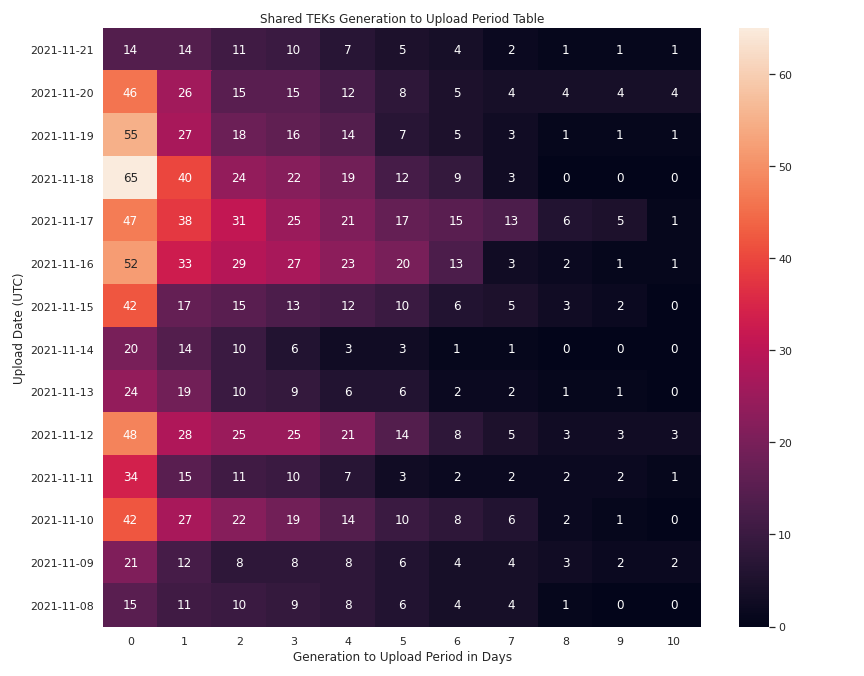 Shared TEKs Generation to Upload Period Table
Upload Date (UTC)
2021-11-21 14 14 11 10 7 5 4 2 1 1 1
2021-11-20 46 26 15 15 12 8 5 4 4 4 4
2021-11-19 55 27 18 16 14 7 5 3 1 1 1
2021-11-18 65 40 24 22 19 12 9 3 0 0 0
2021-11-17 47 38 31 25 21 17 15 13 6 5 1
2021-11-16 52 33 29 27 23 20 13 3 2 1 1
2021-11-15 42 17 15 13 12 10 6 5 3 2 0
2021-11-14 20 14 10 6 3 3 1 1 0 0 0
2021-11-13 24 19 10 9 6 6 2 2 1 1 0
2021-11-12 48 28 25 25 21 14 8 5 3 3 3
2021-11-11 34 15 11 10 7 3 2 2 2 2 1
2021-11-10 42 27 22 19 14 10 8 6 2 1 0
2021-11-09 21 12 8 8 8 6 4 4 3 2 2
2021-11-08 15 11 10 9 8 6 4 4 1 0 0
0 1 2 3 4 5 6 7 8 9 10
Generation to Upload Period in Days
60
50
40
30
20
10
0